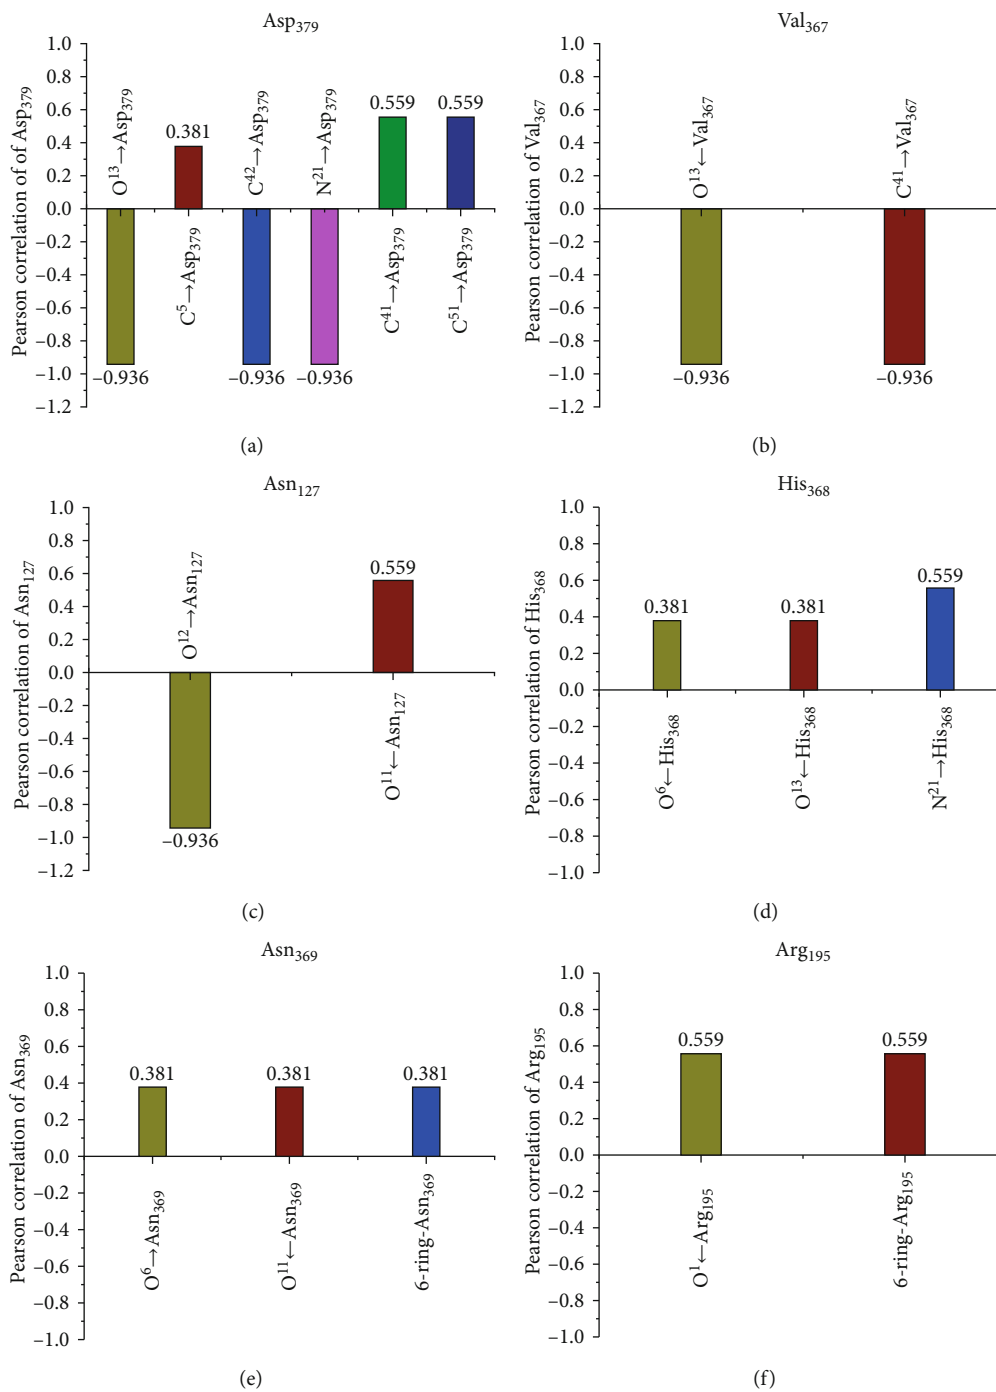 Asp379
Pearson correlation of of Asp379
1.0
0.8
0.6
0.4
0.2
0.0
−0.2
−0.4
−0.6
−0.8
−1.0
−1.2
O13→Asp379
−0.936
0.381
C5→Asp379
C42→Asp379
−0.936
N21→Asp379
−0.936
0.559
C41→Asp379
0.559
C51→Asp379
(a)
Val367
Pearson correlation of Val367
1.0
0.8
0.6
0.4
0.2
0.0
−0.2
−0.4
−0.6
−0.8
−1.0
−1.2
O13←Val367
−0.936
C41→Val367
−0.936
(b)
Asn127
Pearson correlation of Asn127
1.0
0.8
0.6
0.4
0.2
0.0
−0.2
−0.4
−0.6
−0.8
−1.0
−1.2
O12→Asn127
−0.936
0.559
O11←Asn127
(c)
His368
Pearson correlation of His368
1.0
0.8
0.6
0.4
0.2
0.0
−0.2
−0.4
−0.6
−0.8
−1.0
0.381
O6←His368
0.381
O13←His368
0.559
N21→His368
(d)
Asn369
Pearson correlation of Asn369
1.0
0.8
0.6
0.4
0.2
0.0
−0.2
−0.4
−0.6
−0.8
−1.0
0.381
O6→Asn369
0.381
O11←Asn369
0.381
6-ring-Asn369
(e)
Arg195
Pearson correlation of Arg195
1.0
0.8
0.6
0.4
0.2
0.0
−0.2
−0.4
−0.6
−0.8
−1.0
0.559
O1←Arg195
0.559
6-ring-Arg195
(f)